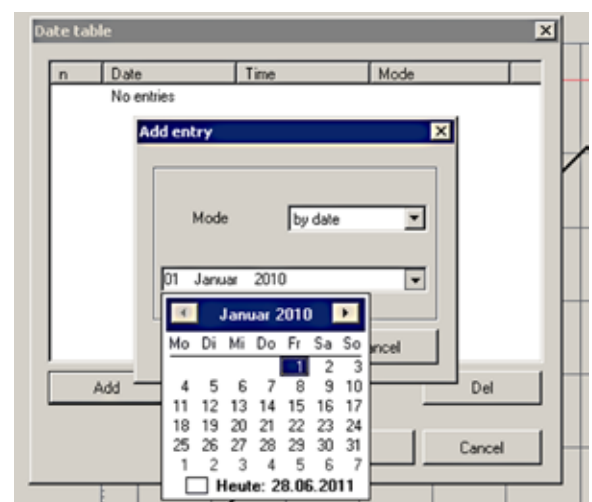 Date table
n Date Time Mode
No entries
Add entry
Mode by date
01 Januar 2010
Januar 2010
Mo Di Mi Do Fr Sa So
1 2 3
4 5 6 7 8 9 10
11 12 13 14 15 16 17
18 19 20 21 22 23 24
25 26 27 28 29 30 31
1 2 3 4 5 6 7
Heute: 28.06.2011
ancel
Add Del
Cancel